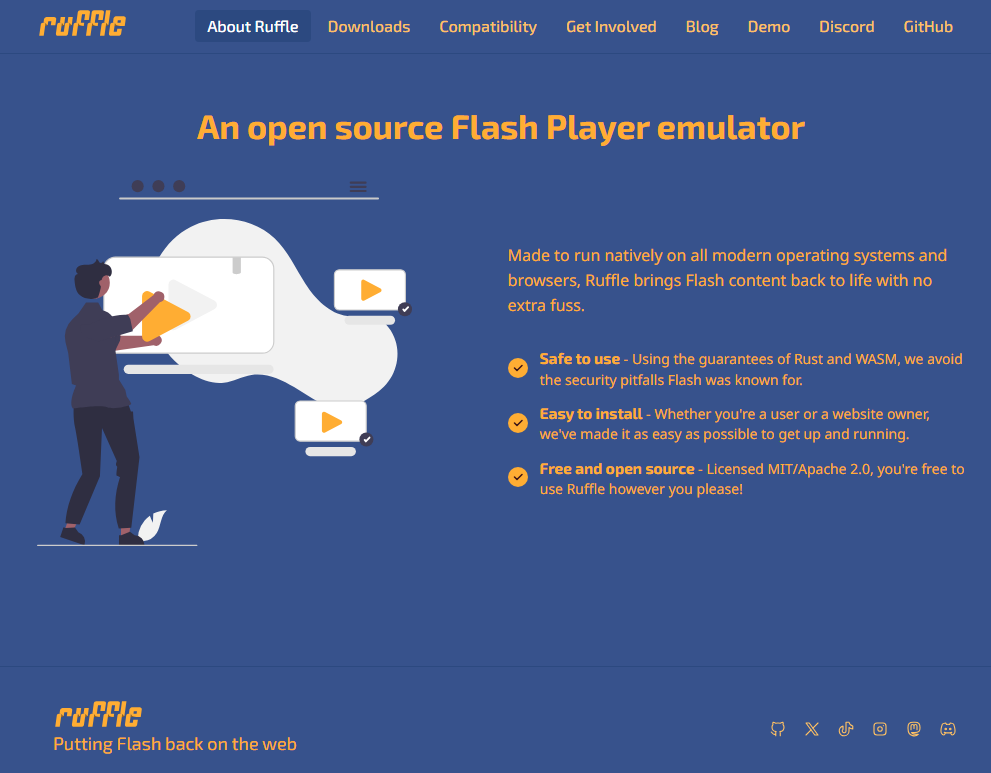 ruffle
About Ruffle Downloads Compatibility Get Involved Blog Demo Discord GitHub
An open source Flash Player emulator
Made to run natively on all modern operating systems and
browsers, Ruffle brings Flash content back to life with no
extra fuss.
Safe to use - Using the guarantees of Rust and WASM, we avoid
the security pitfalls Flash was known for.
Easy to install - Whether you're a user or a website owner,
we've made it as easy as possible to get up and running.
Free and open source - Licensed MIT/Apache 2.0, you're free to
use Ruffle however you please!
ruffle
Putting Flash back on the web